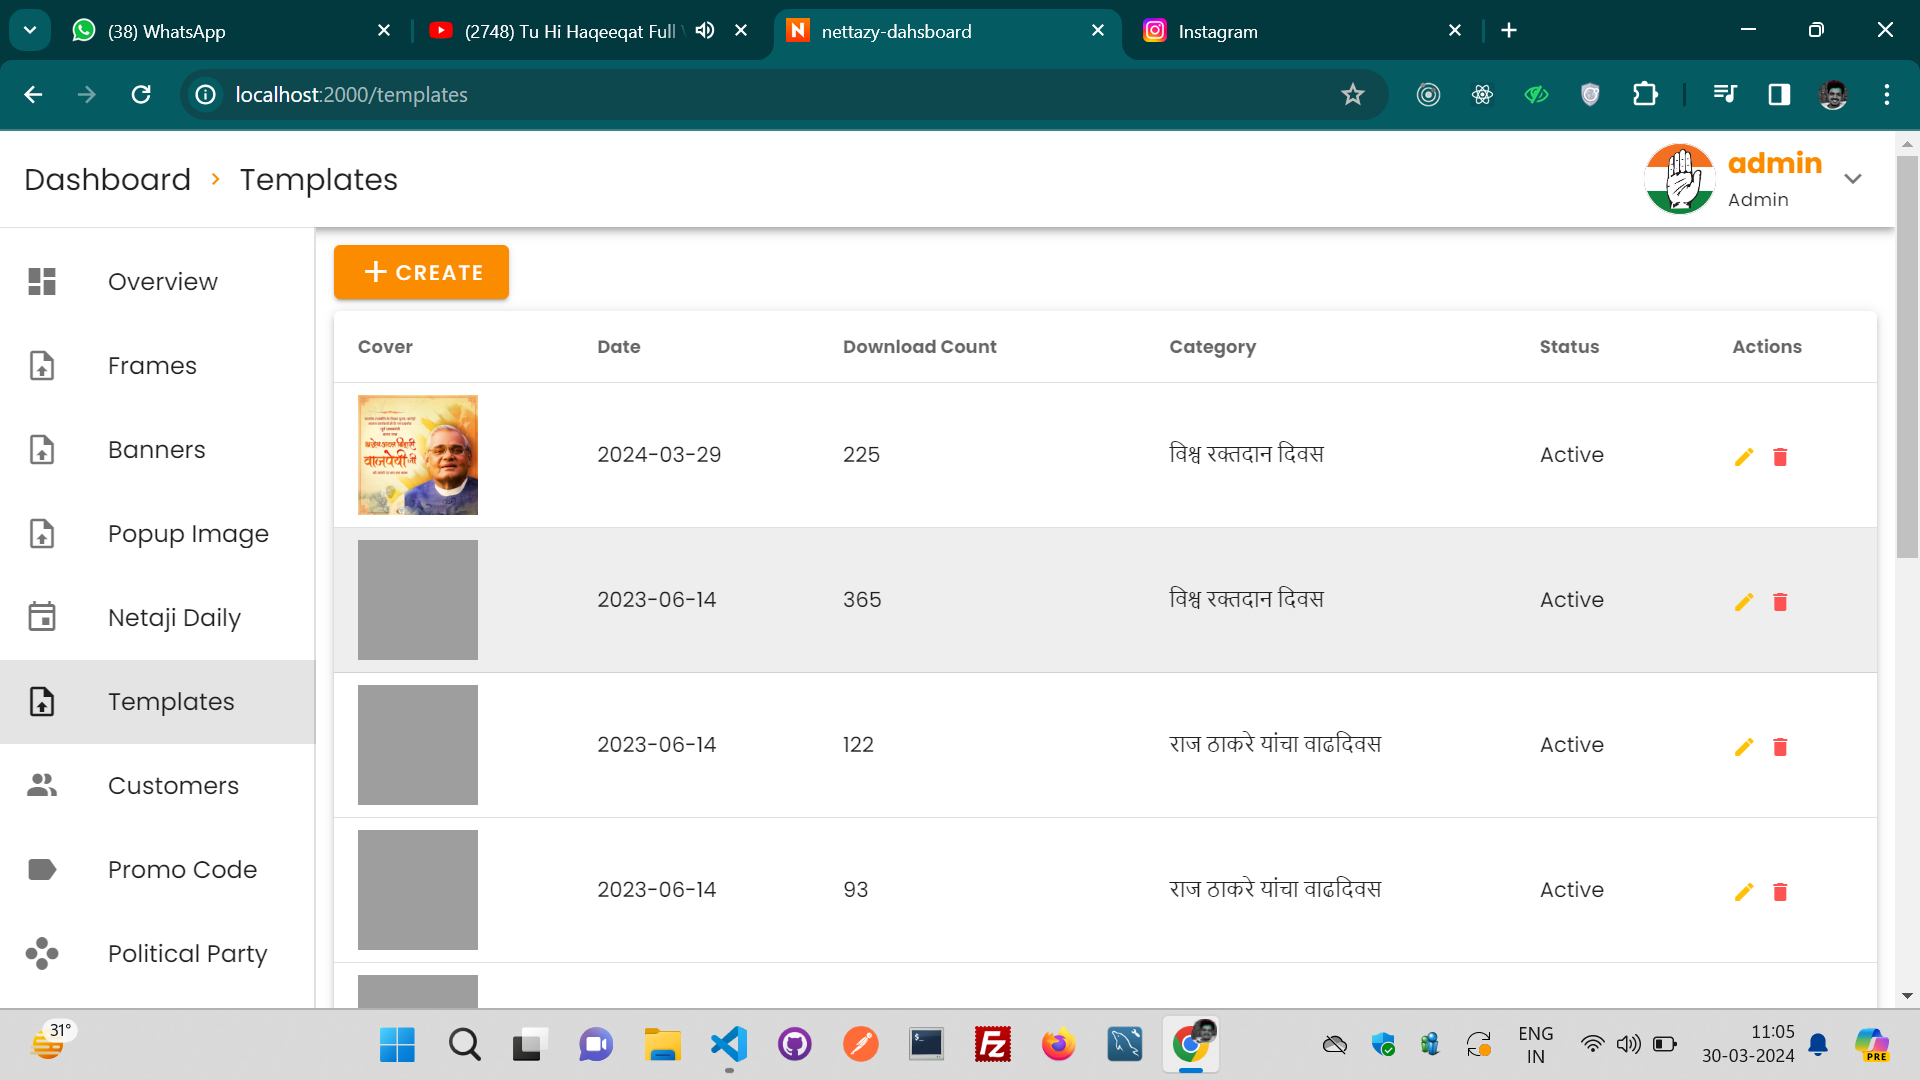 (38) WhatsApp
(2748) Tu Hi Haqeeqat Full
nettazy-dahsboard
Instagram
localhost:2000/templates
Dashboard
Templates
admin
Admin
Overview
Frames
Banners
Popup Image
Netaji Daily
Templates
Customers
Promo Code
Political Party
+ CREATE
Cover Date Download Count Category Status Actions
वाजपेयी जी
2024-03-29 225 विश्व रक्तदान दिवस Active
2023-06-14 365 विश्व रक्तदान दिवस Active
2023-06-14 122 राज ठाकरे यांचा वाढदिवस Active
2023-06-14 93 राज ठाकरे यांचा वाढदिवस Active
31°
ENG
IN
11:05
30-03-2024
PRE